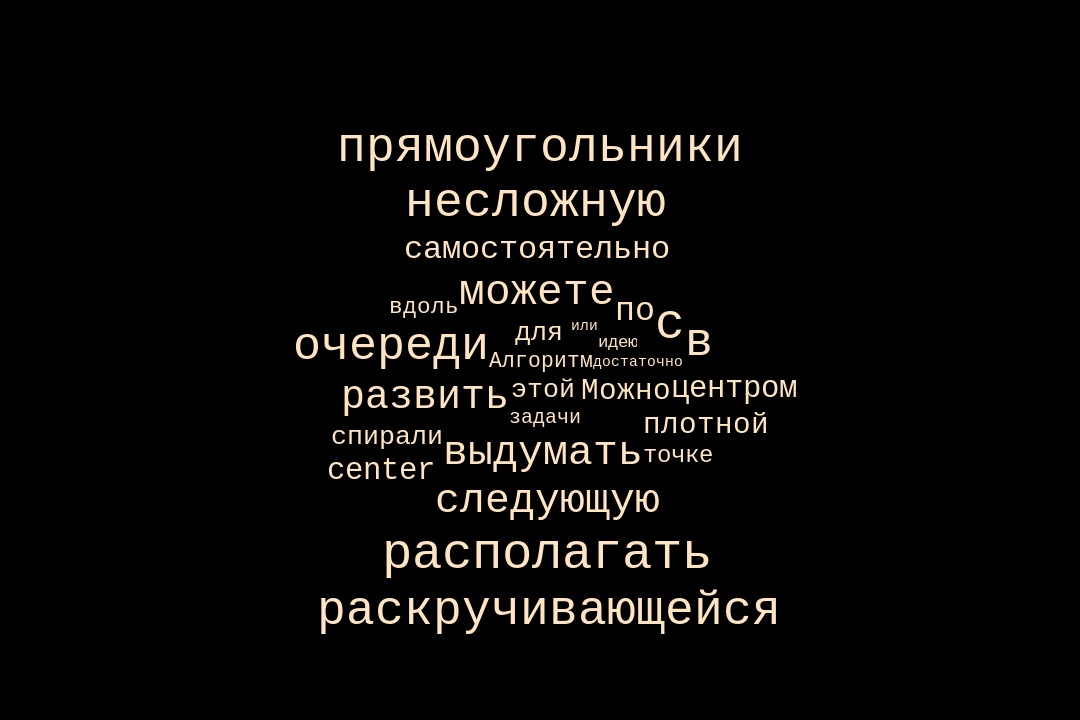 прямоугольники
несложную
самостоятельно
вдоль можете по с
очереди для или идею в
Алгоритм достаточно
развить этой Можно центром
задачи плотной
спирали выдумать точке
center
следующую
располагать
раскручивающейся